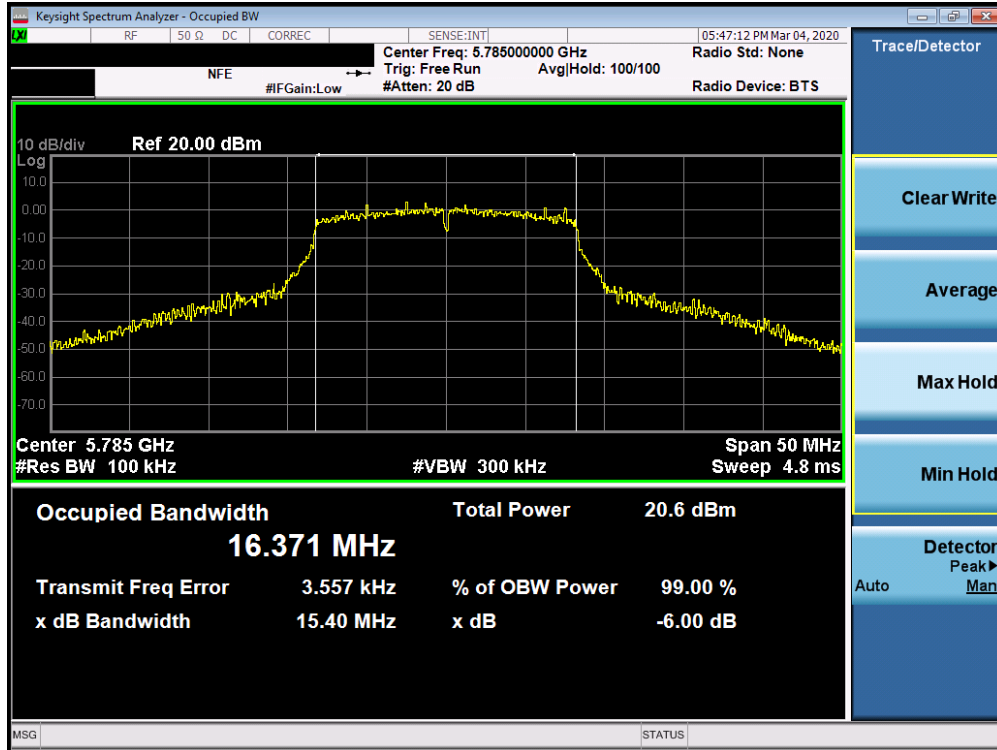 Keysight Spectrum Analyzer - Occupied BW
LXI RF 50 Ω DC CORREC SENSE:INT 05:47:12 PM Mar 04, 2020
Center Freq: 5.785000000 GHz Radio Std: None
NFE Trig: Free Run Avg|Hold: 100/100
#IFGain:Low #Atten: 20 dB Radio Device: BTS
Trace/Detector
10 dB/div Ref 20.00 dBm
Log
10.0
0.00
-10.0
-20.0
-30.0
-40.0
-50.0
-60.0
-70.0
Center 5.785 GHz Span 50 MHz
#Res BW 100 kHz #VBW 300 kHz Sweep 4.8 ms
Occupied Bandwidth Total Power 20.6 dBm
16.371 MHz
Transmit Freq Error 3.557 kHz % of OBW Power 99.00 %
x dB Bandwidth 15.40 MHz x dB -6.00 dB
Clear Write
Average
Max Hold
Min Hold
Detector
Peak▶
Auto Man
MSG STATUS